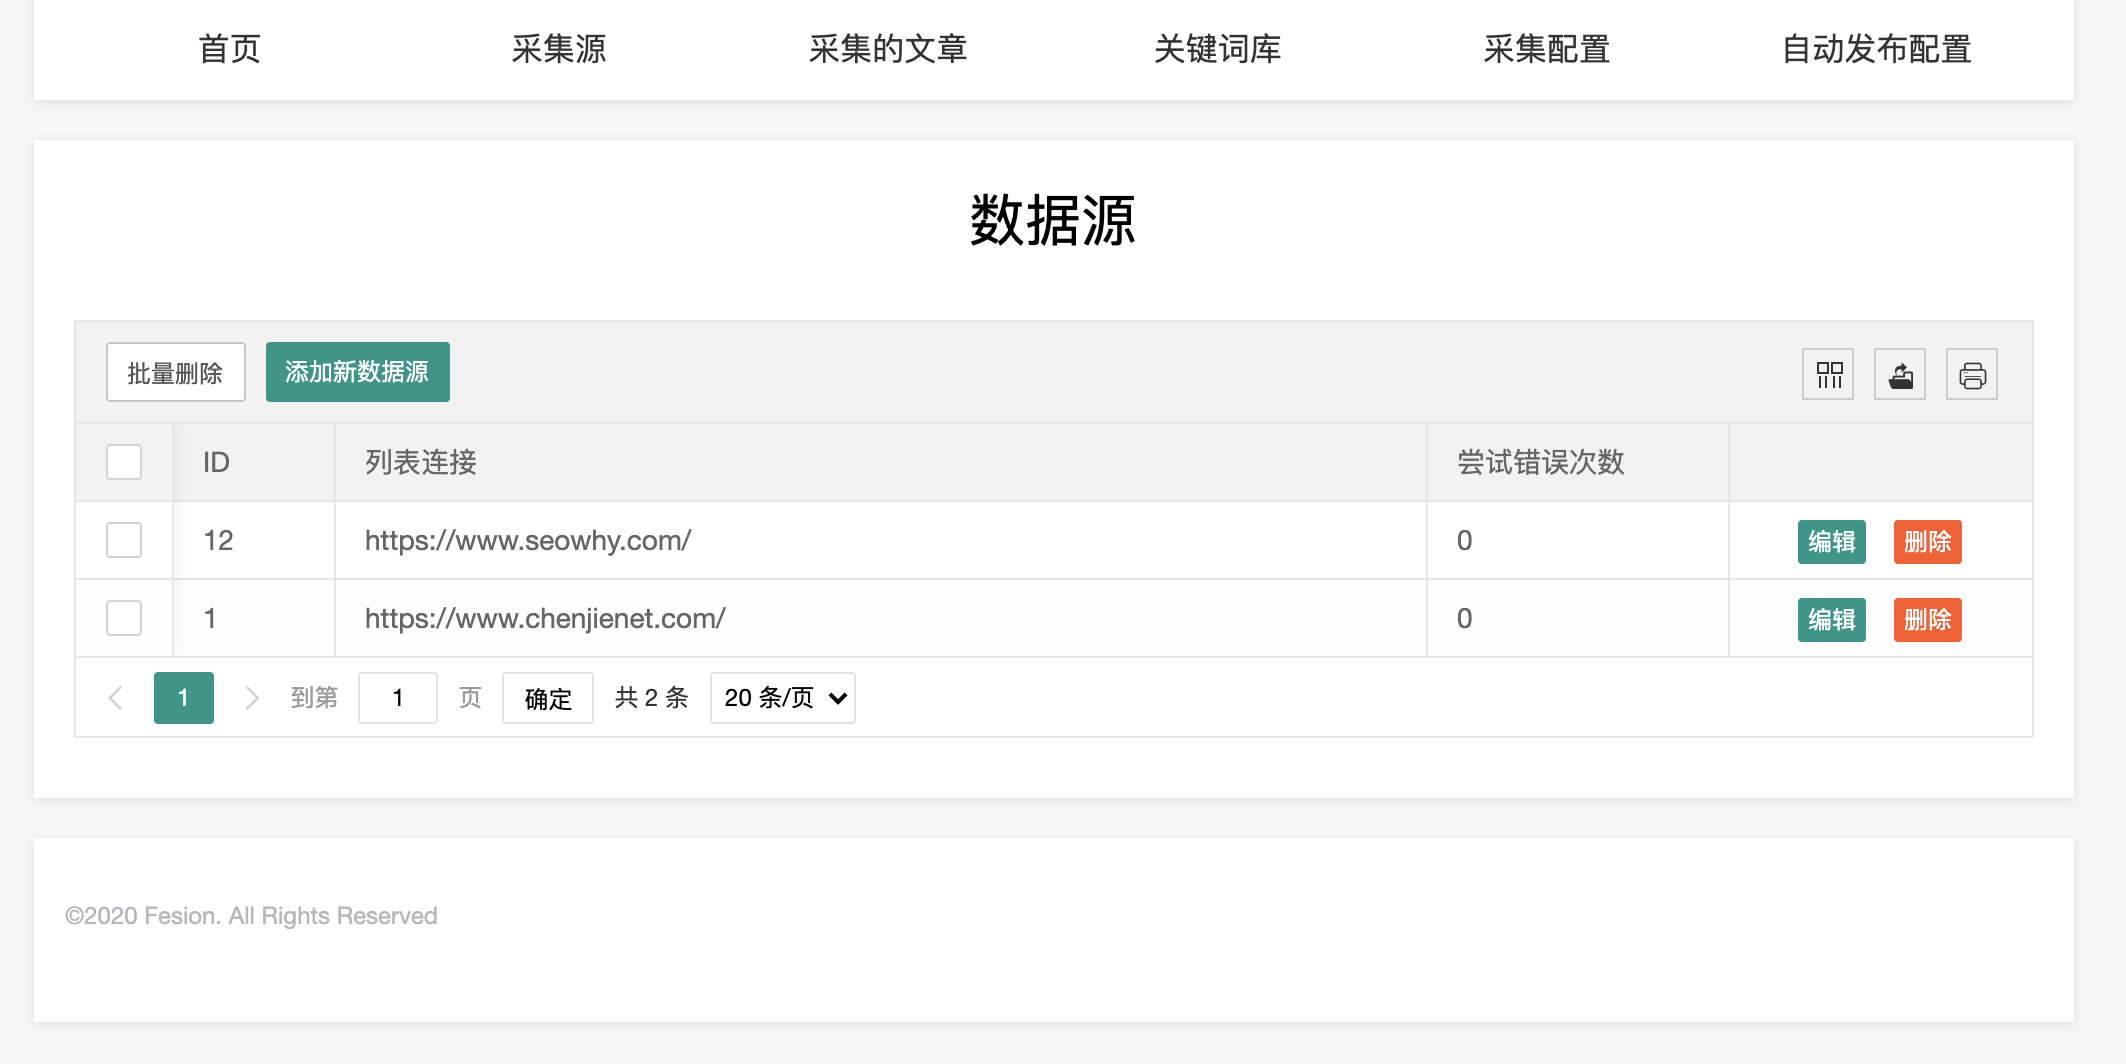 首页 采集源 采集的文章 关键词库 采集配置 自动发布配置
数据源
批量删除 添加新数据源
ID 列表连接 尝试错误次数
12 https://www.seowhy.com/ 0 编辑 删除
1 https://www.chenjienet.com/ 0 编辑 删除
1 到第 1 页 确定 共 2 条 20 条/页
©2020 Fesion. All Rights Reserved